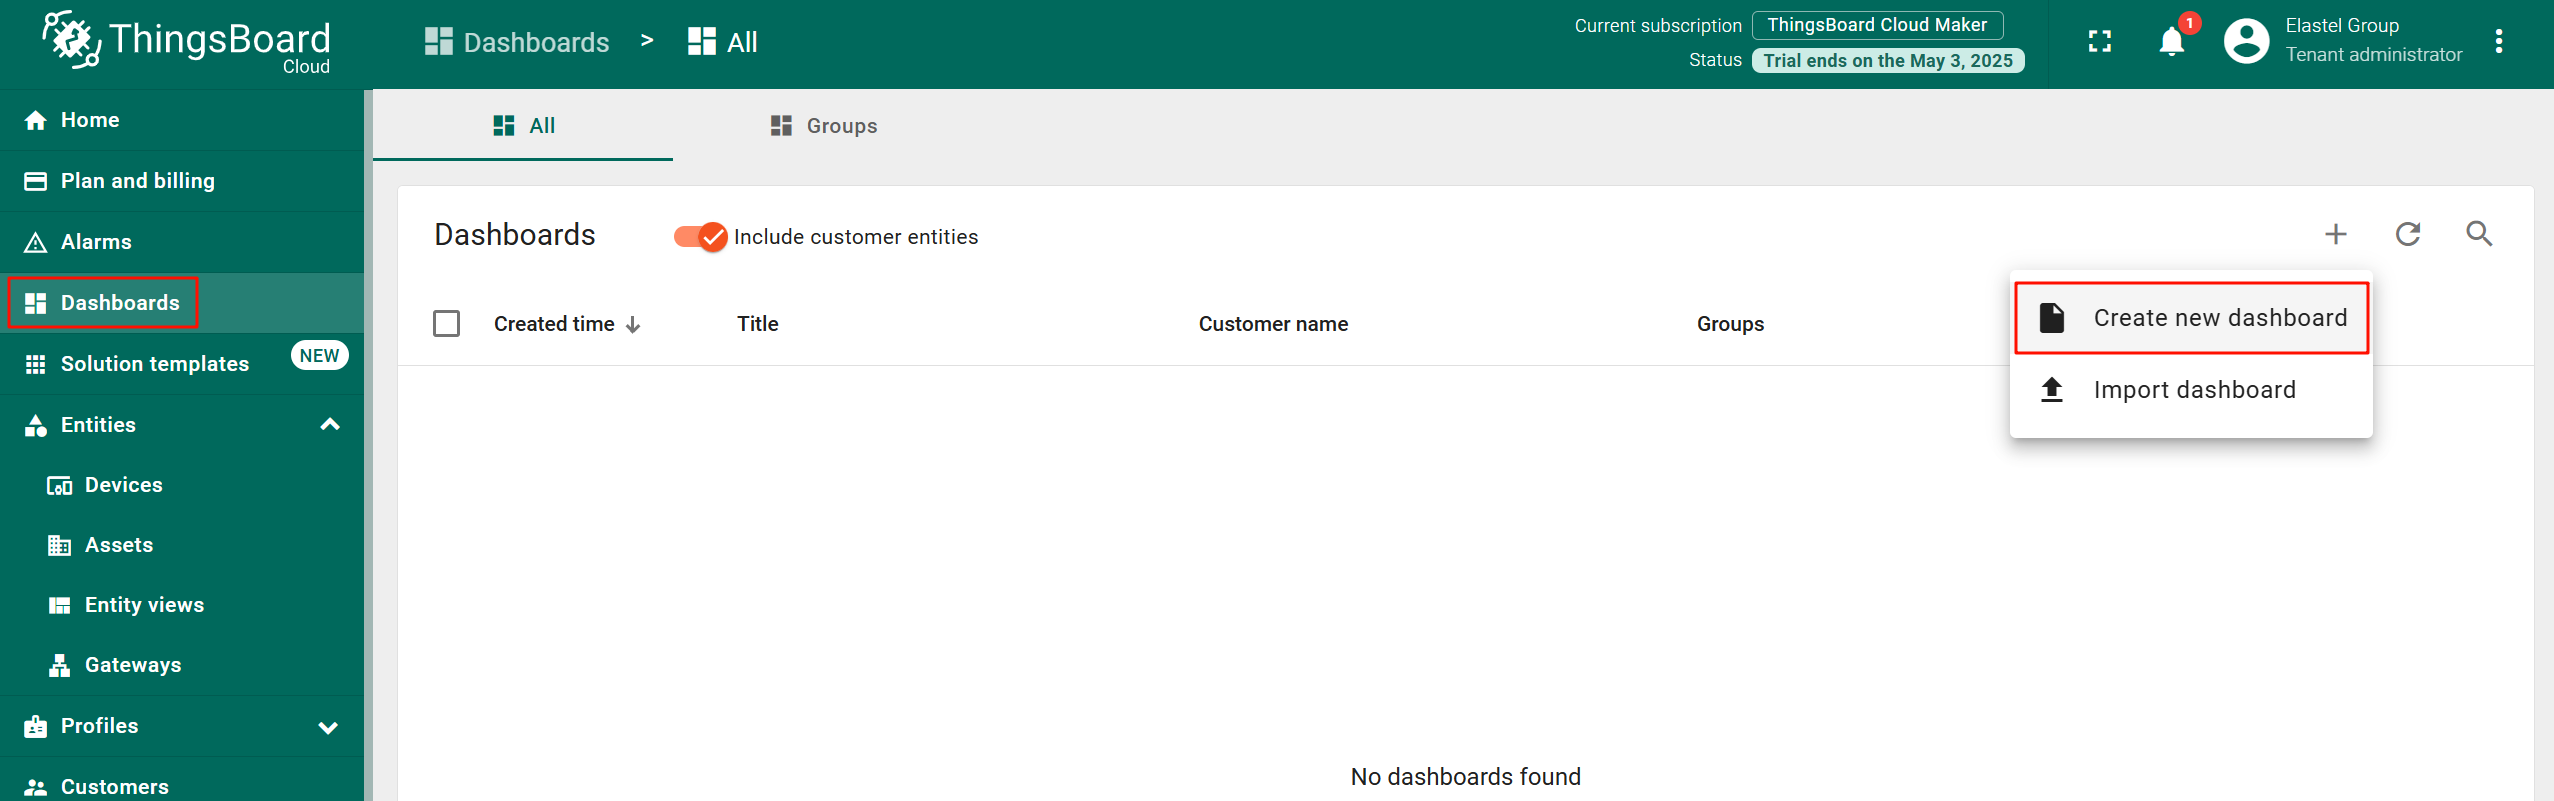 ThingsBoard
Cloud
Dashboards > All
Current subscription ThingsBoard Cloud Maker
Status Trial ends on the May 3, 2025
1
Elastel Group
Tenant administrator
Home
Plan and billing
Alarms
Dashboards
Solution templates NEW
Entities
Devices
Assets
Entity views
Gateways
Profiles
Customers
All Groups
Dashboards Include customer entities
Created time Title Customer name Groups
Create new dashboard
Import dashboard
No dashboards found